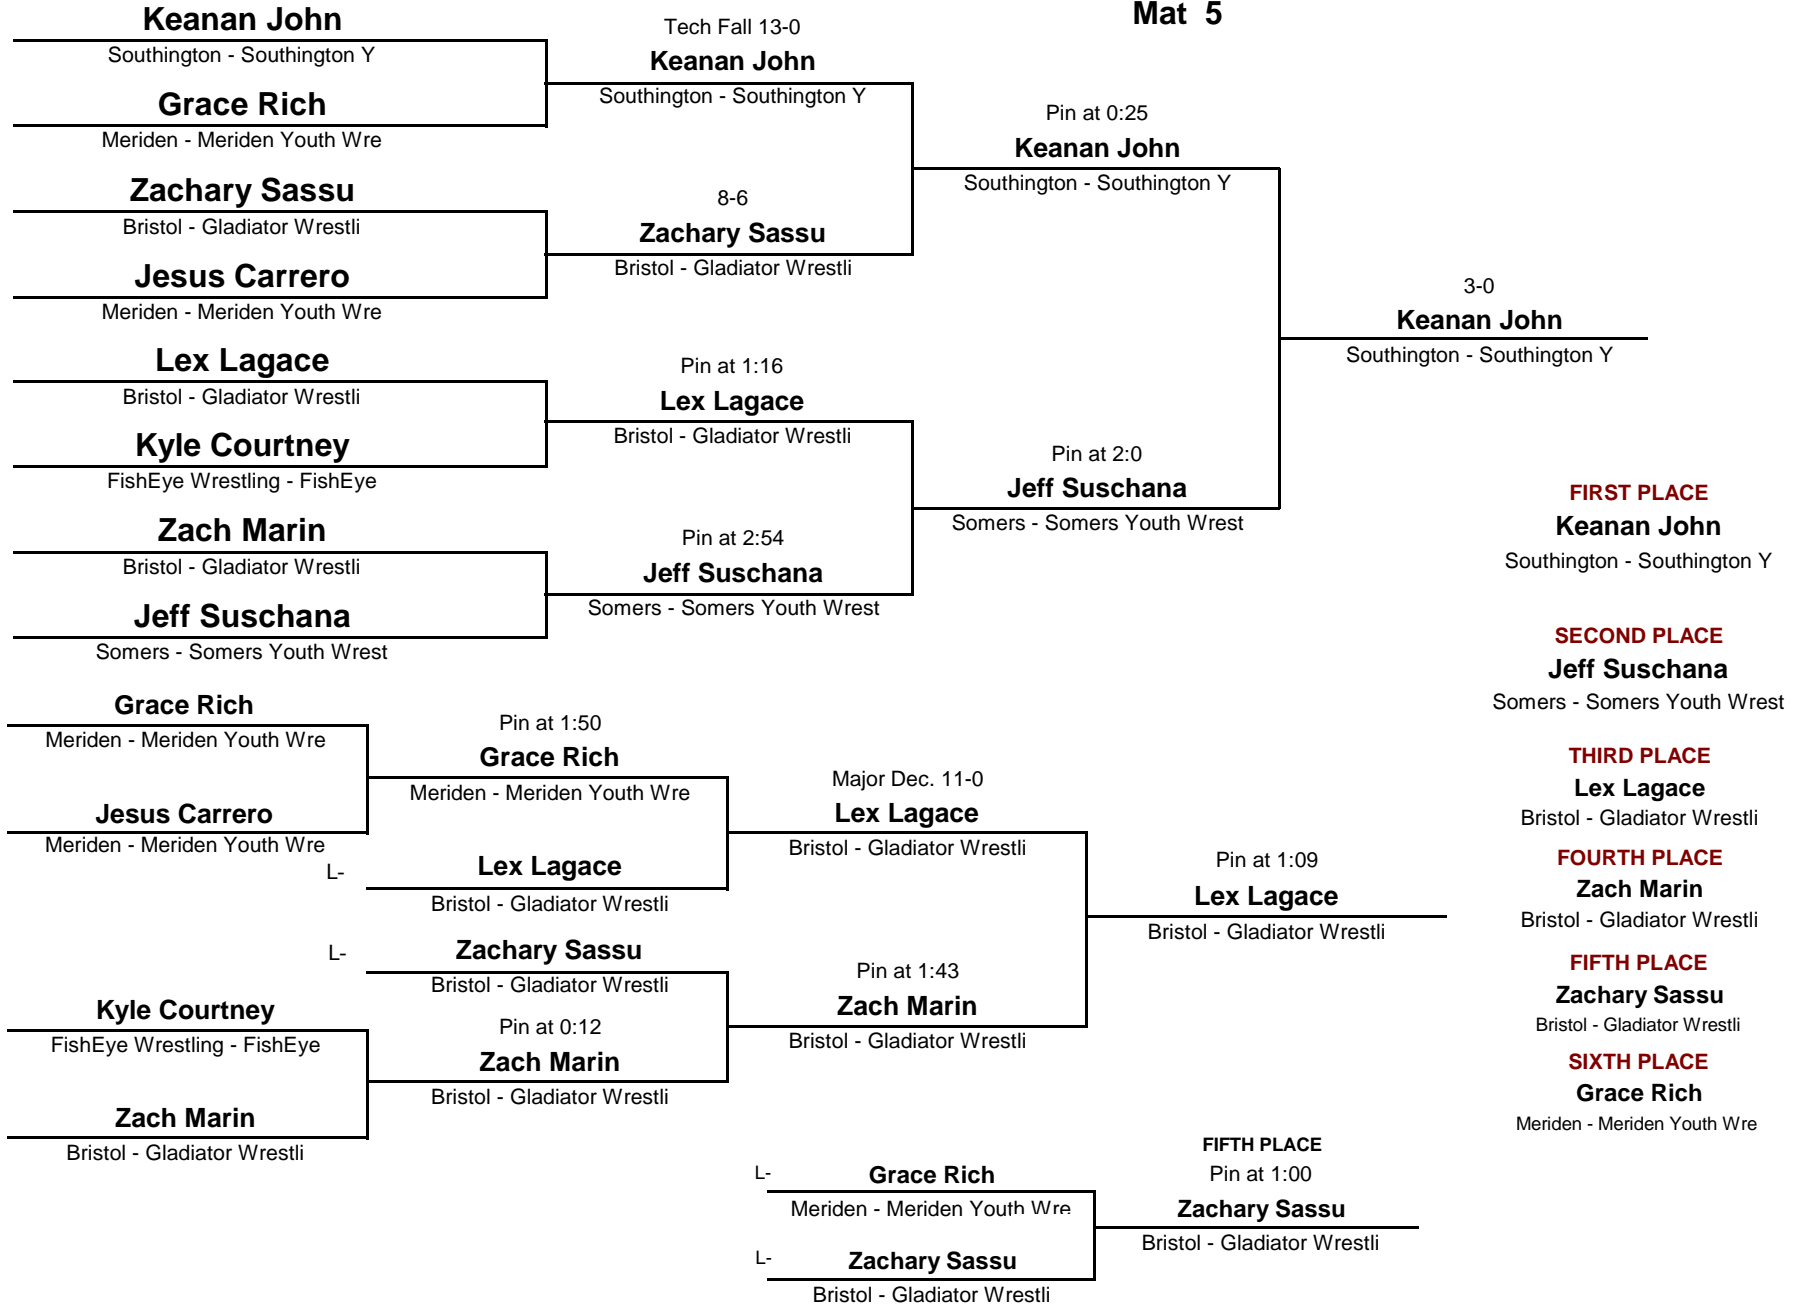 Mat 5
Keanan John
Southington - Southington Y
Grace Rich
Meriden - Meriden Youth Wre
Zachary Sassu
Bristol - Gladiator Wrestli
Jesus Carrero
Meriden - Meriden Youth Wre
Lex Lagace
Bristol - Gladiator Wrestli
Kyle Courtney
FishEye Wrestling - FishEye
Zach Marin
Bristol - Gladiator Wrestli
Jeff Suschana
Somers - Somers Youth Wrest
Tech Fall 13-0
Keanan John
Southington - Southington Y
8-6
Zachary Sassu
Bristol - Gladiator Wrestli
Pin at 1:16
Lex Lagace
Bristol - Gladiator Wrestli
Pin at 2:54
Jeff Suschana
Somers - Somers Youth Wrest
Pin at 0:25
Keanan John
Southington - Southington Y
Pin at 2:0
Jeff Suschana
Somers - Somers Youth Wrest
3-0
Keanan John
Southington - Southington Y
Grace Rich
Meriden - Meriden Youth Wre
Jesus Carrero
Meriden - Meriden Youth Wre
Kyle Courtney
FishEye Wrestling - FishEye
Zach Marin
Bristol - Gladiator Wrestli
Pin at 1:50
Grace Rich
Meriden - Meriden Youth Wre
L-
Lex Lagace
Bristol - Gladiator Wrestli
L-
Zachary Sassu
Bristol - Gladiator Wrestli
Pin at 0:12
Zach Marin
Bristol - Gladiator Wrestli
Major Dec. 11-0
Lex Lagace
Bristol - Gladiator Wrestli
Pin at 1:43
Zach Marin
Bristol - Gladiator Wrestli
Pin at 1:09
Lex Lagace
Bristol - Gladiator Wrestli
L-
Grace Rich
Meriden - Meriden Youth Wre
L-
Zachary Sassu
Bristol - Gladiator Wrestli
FIFTH PLACE
Pin at 1:00
Zachary Sassu
Bristol - Gladiator Wrestli
FIRST PLACE
Keanan John
Southington - Southington Y
SECOND PLACE
Jeff Suschana
Somers - Somers Youth Wrest
THIRD PLACE
Lex Lagace
Bristol - Gladiator Wrestli
FOURTH PLACE
Zach Marin
Bristol - Gladiator Wrestli
FIFTH PLACE
Zachary Sassu
Bristol - Gladiator Wrestli
SIXTH PLACE
Grace Rich
Meriden - Meriden Youth Wre